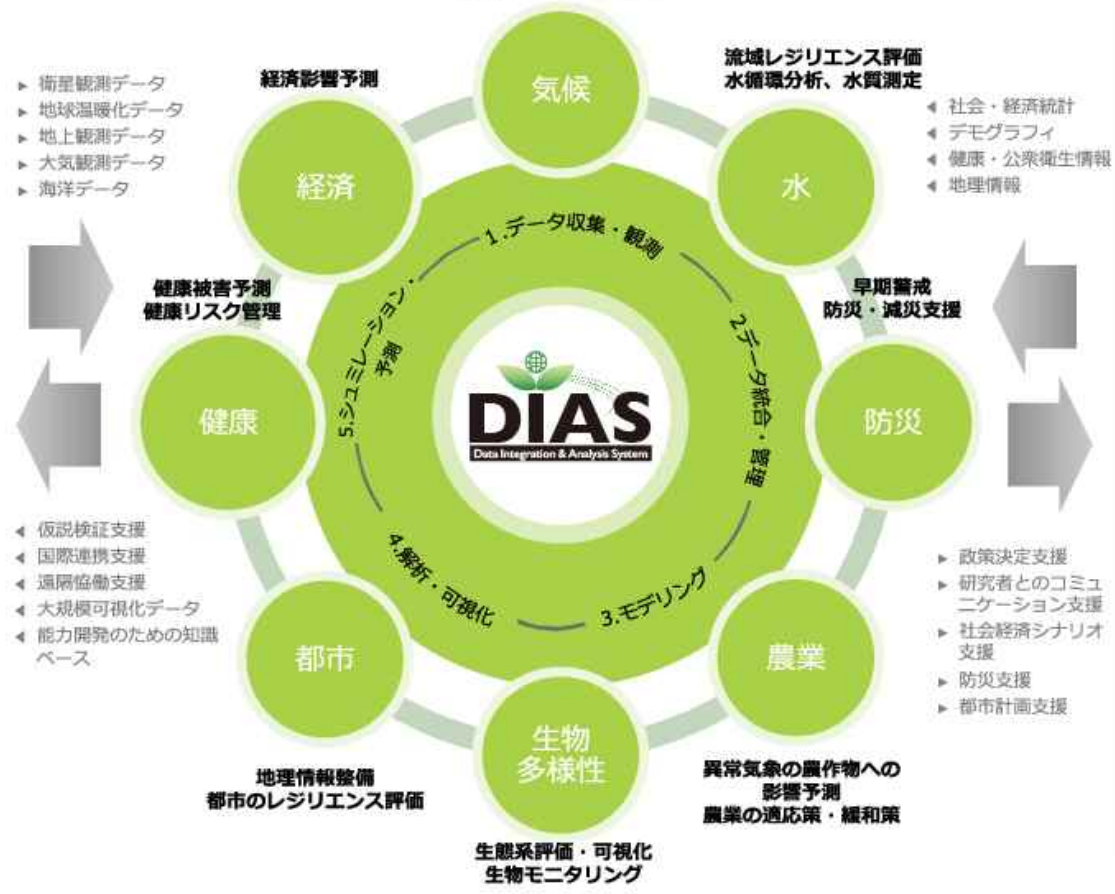 経済影響予測
流域レジリエンス評価
水循環分析、水質測定
▶ 衛星観測データ
▶ 地球温暖化データ
▶ 地上観測データ
▶ 大気観測データ
▶ 海洋データ
◀ 社会・経済統計
◀ デモグラフィ
◀ 健康・公衆衛生情報
◀ 地理情報
気候
経済
水
1.データ収集・観測
2.データ統合・管理
3.モデリング
4.解析・可視化
5.シュミレーション・
予測
健康被害予測
健康リスク管理
早期警戒
防災・減災支援
健康
DIAS
Data Integration & Analysis System
防災
◀ 仮説検証支援
◀ 国際連携支援
◀ 遠隔協働支援
◀ 大規模可視化データ
◀ 能力開発のための知識
ベース
▶ 政策決定支援
▶ 研究者とのコミュ
ニケーション支援
▶ 社会経済シナリオ
支援
▶ 防災支援
▶ 都市計画支援
都市
農業
生物
多様性
地理情報整備
都市のレジリエンス評価
異常気象の農作物への
影響予測
農業の適応策・緩和策
生態系評価・可視化
生物モニタリング